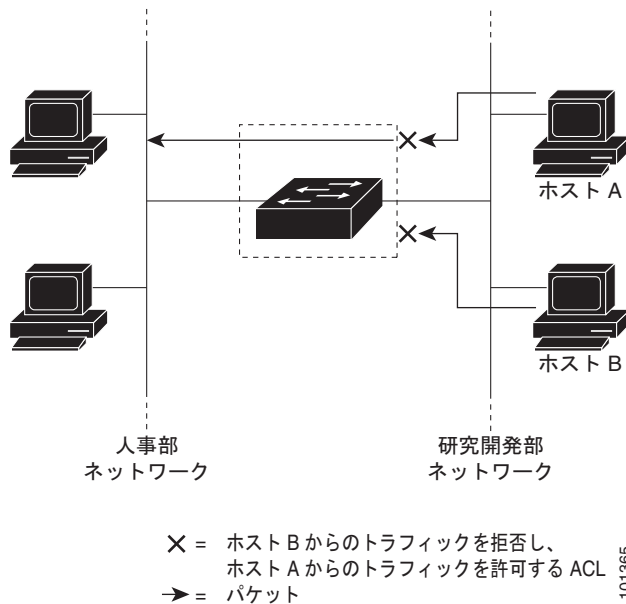 ホスト A
ホスト B
人事部
ネットワーク
研究開発部
ネットワーク
✕ = ホスト B からのトラフィックを拒否し、
ホスト A からのトラフィックを許可する ACL
➔ = パケット
101365